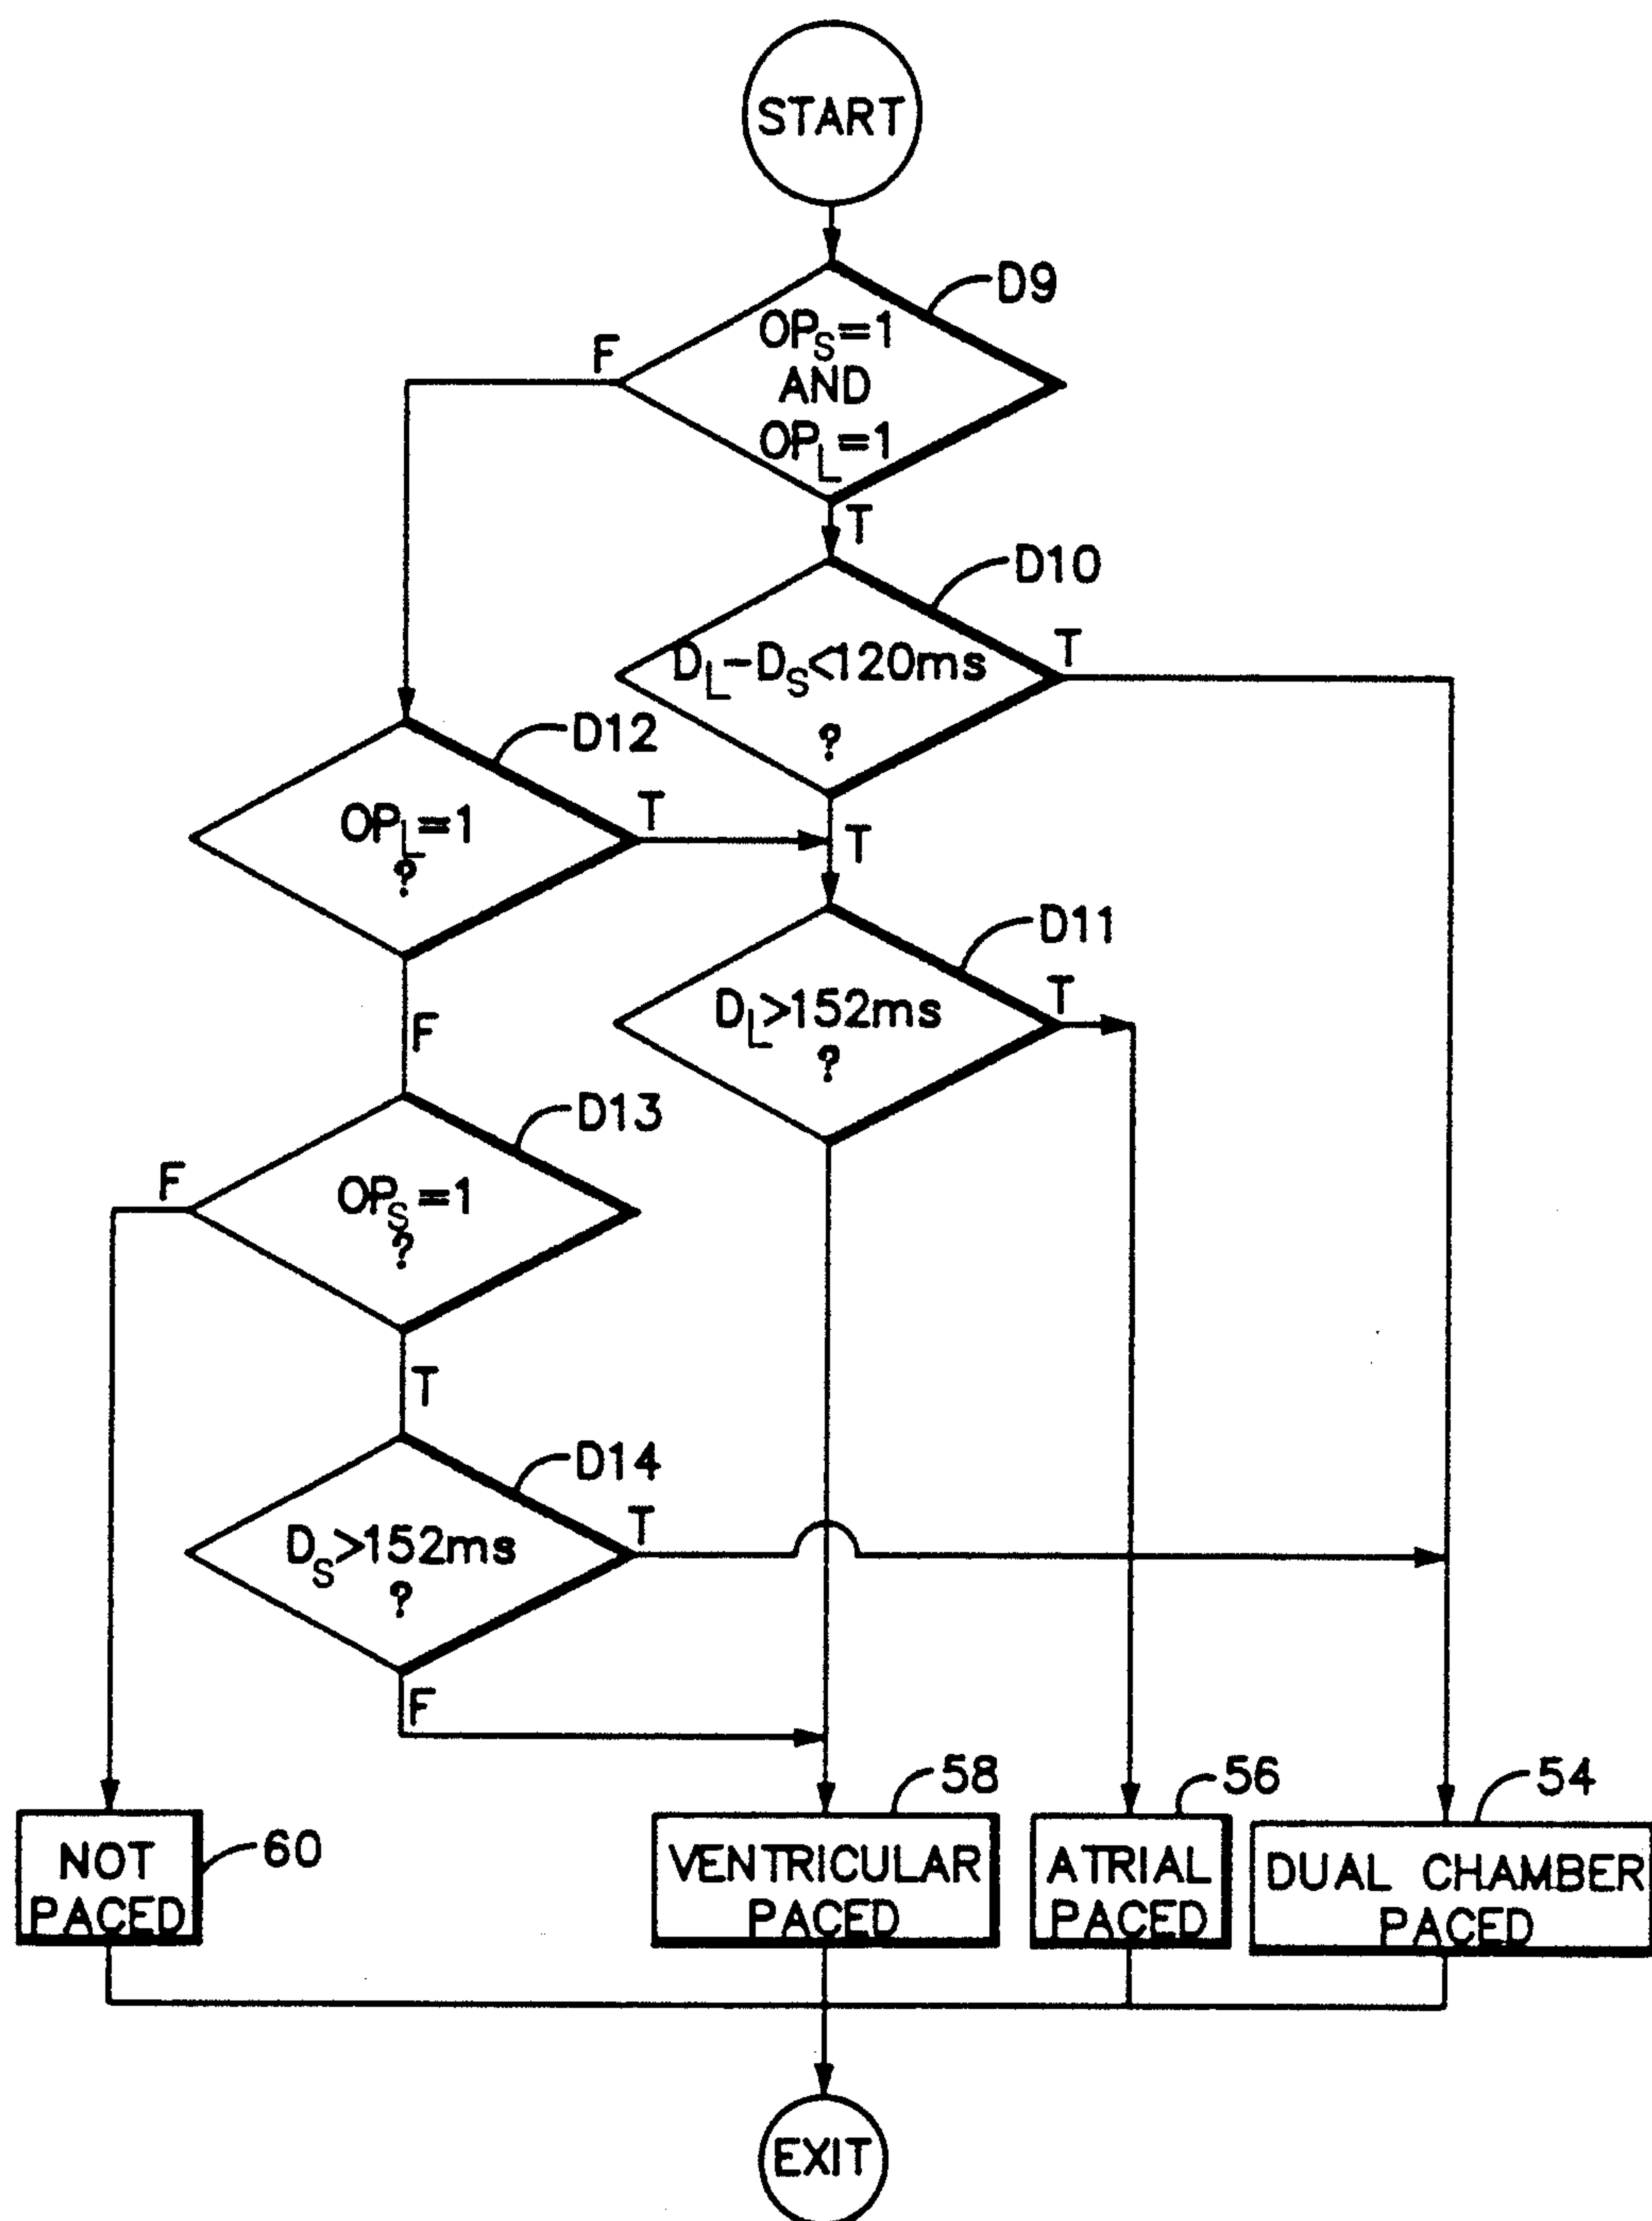 START
D9
F
OPS=1
AND
OPL=1
T
D10
DL-DS<120ms
?
T
D12
OPL=1
?
T
T
D11
DL>152ms
?
T
F
D13
F
OPS=1
?
T
D14
DS>152ms
?
T
F
58
56
54
NOT
PACED
60
VENTRICULAR
PACED
ATRIAL
PACED
DUAL CHAMBER
PACED
EXIT